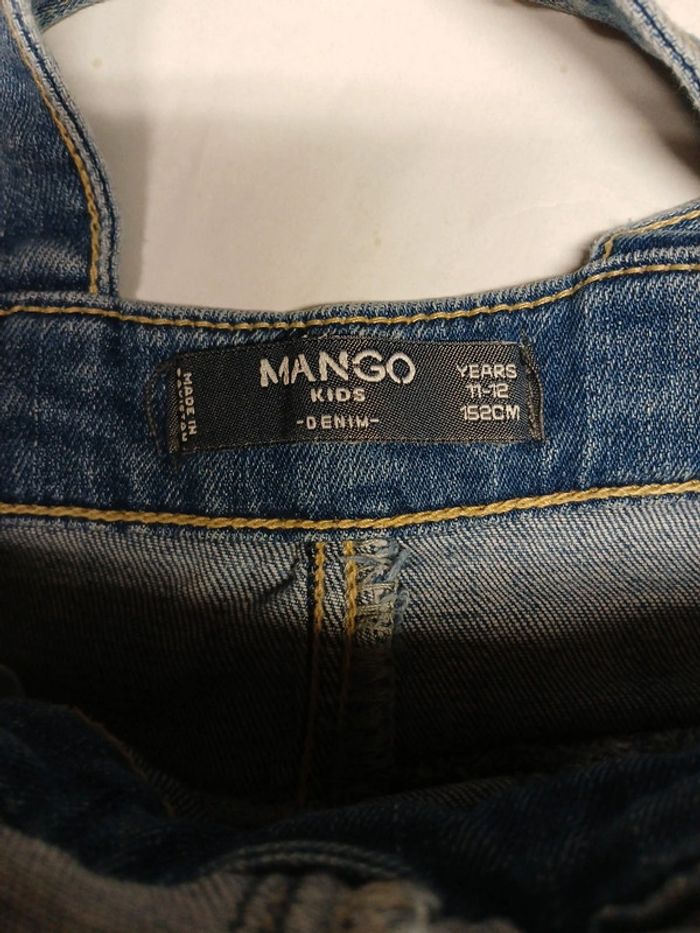 MANGO
KIDS
-DENIM-
YEARS
11-12
152CM
MADE IN